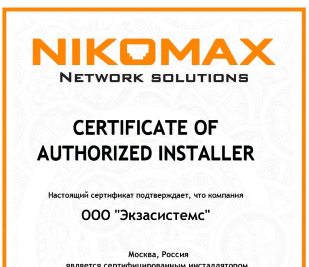 NIKOMAX
NETWORK SOLUTIONS
CERTIFICATE OF
AUTHORIZED INSTALLER
Настоящий сертификат подтверждает, что компания
ООО "Экзасистемс"
Москва, Россия
является сертифицированным инсталлятором